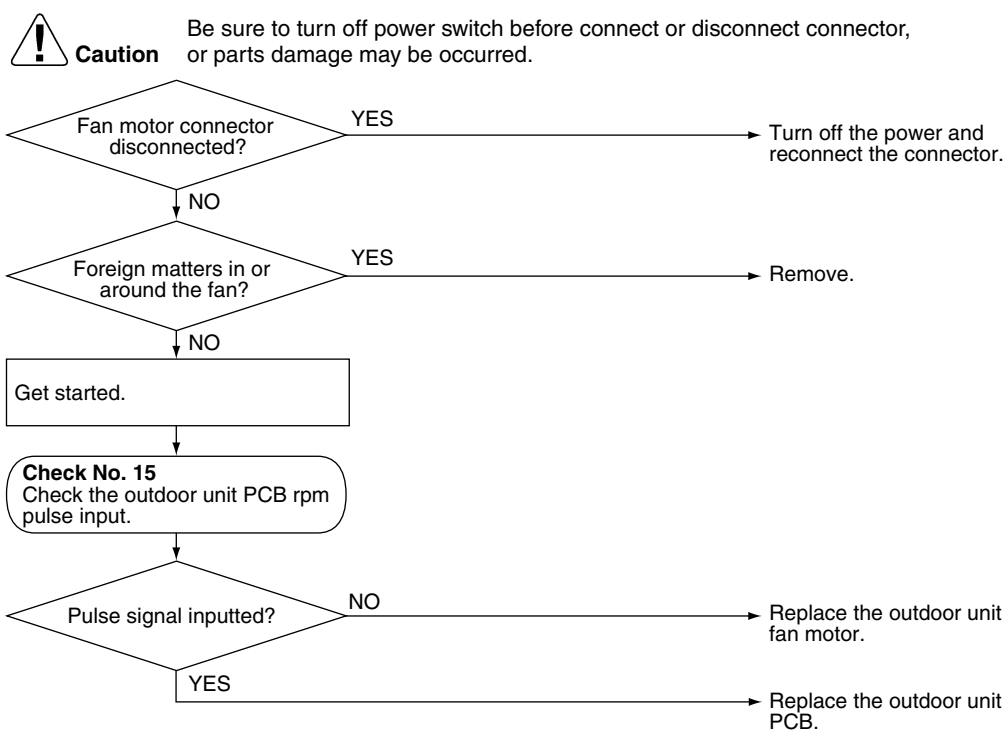 Be sure to turn off power switch before connect or disconnect connector,
Caution or parts damage may be occurred.
Fan motor connector
disconnected?
YES
Turn off the power and
reconnect the connector.
NO
Foreign matters in or
around the fan?
YES
Remove.
NO
Get started.
Check No. 15
Check the outdoor unit PCB rpm
pulse input.
Pulse signal inputted?
NO
Replace the outdoor unit
fan motor.
YES
Replace the outdoor unit
PCB.